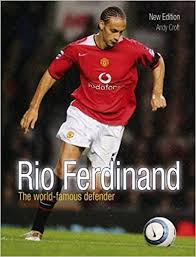 New Edition
Andy Croft
Rio Ferdinand
The world-famous defender